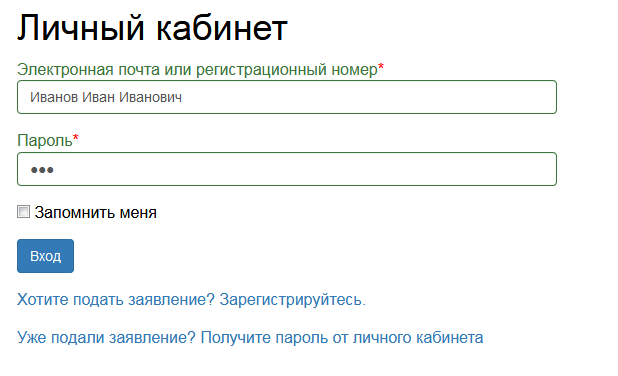 Личный кабинет
Электронная почта или регистрационный номер*
Иванов Иван Иванович
Пароль*
●●●
Запомнить меня
Вход
Хотите подать заявление? Зарегистрируйтесь.
Уже подали заявление? Получите пароль от личного кабинета